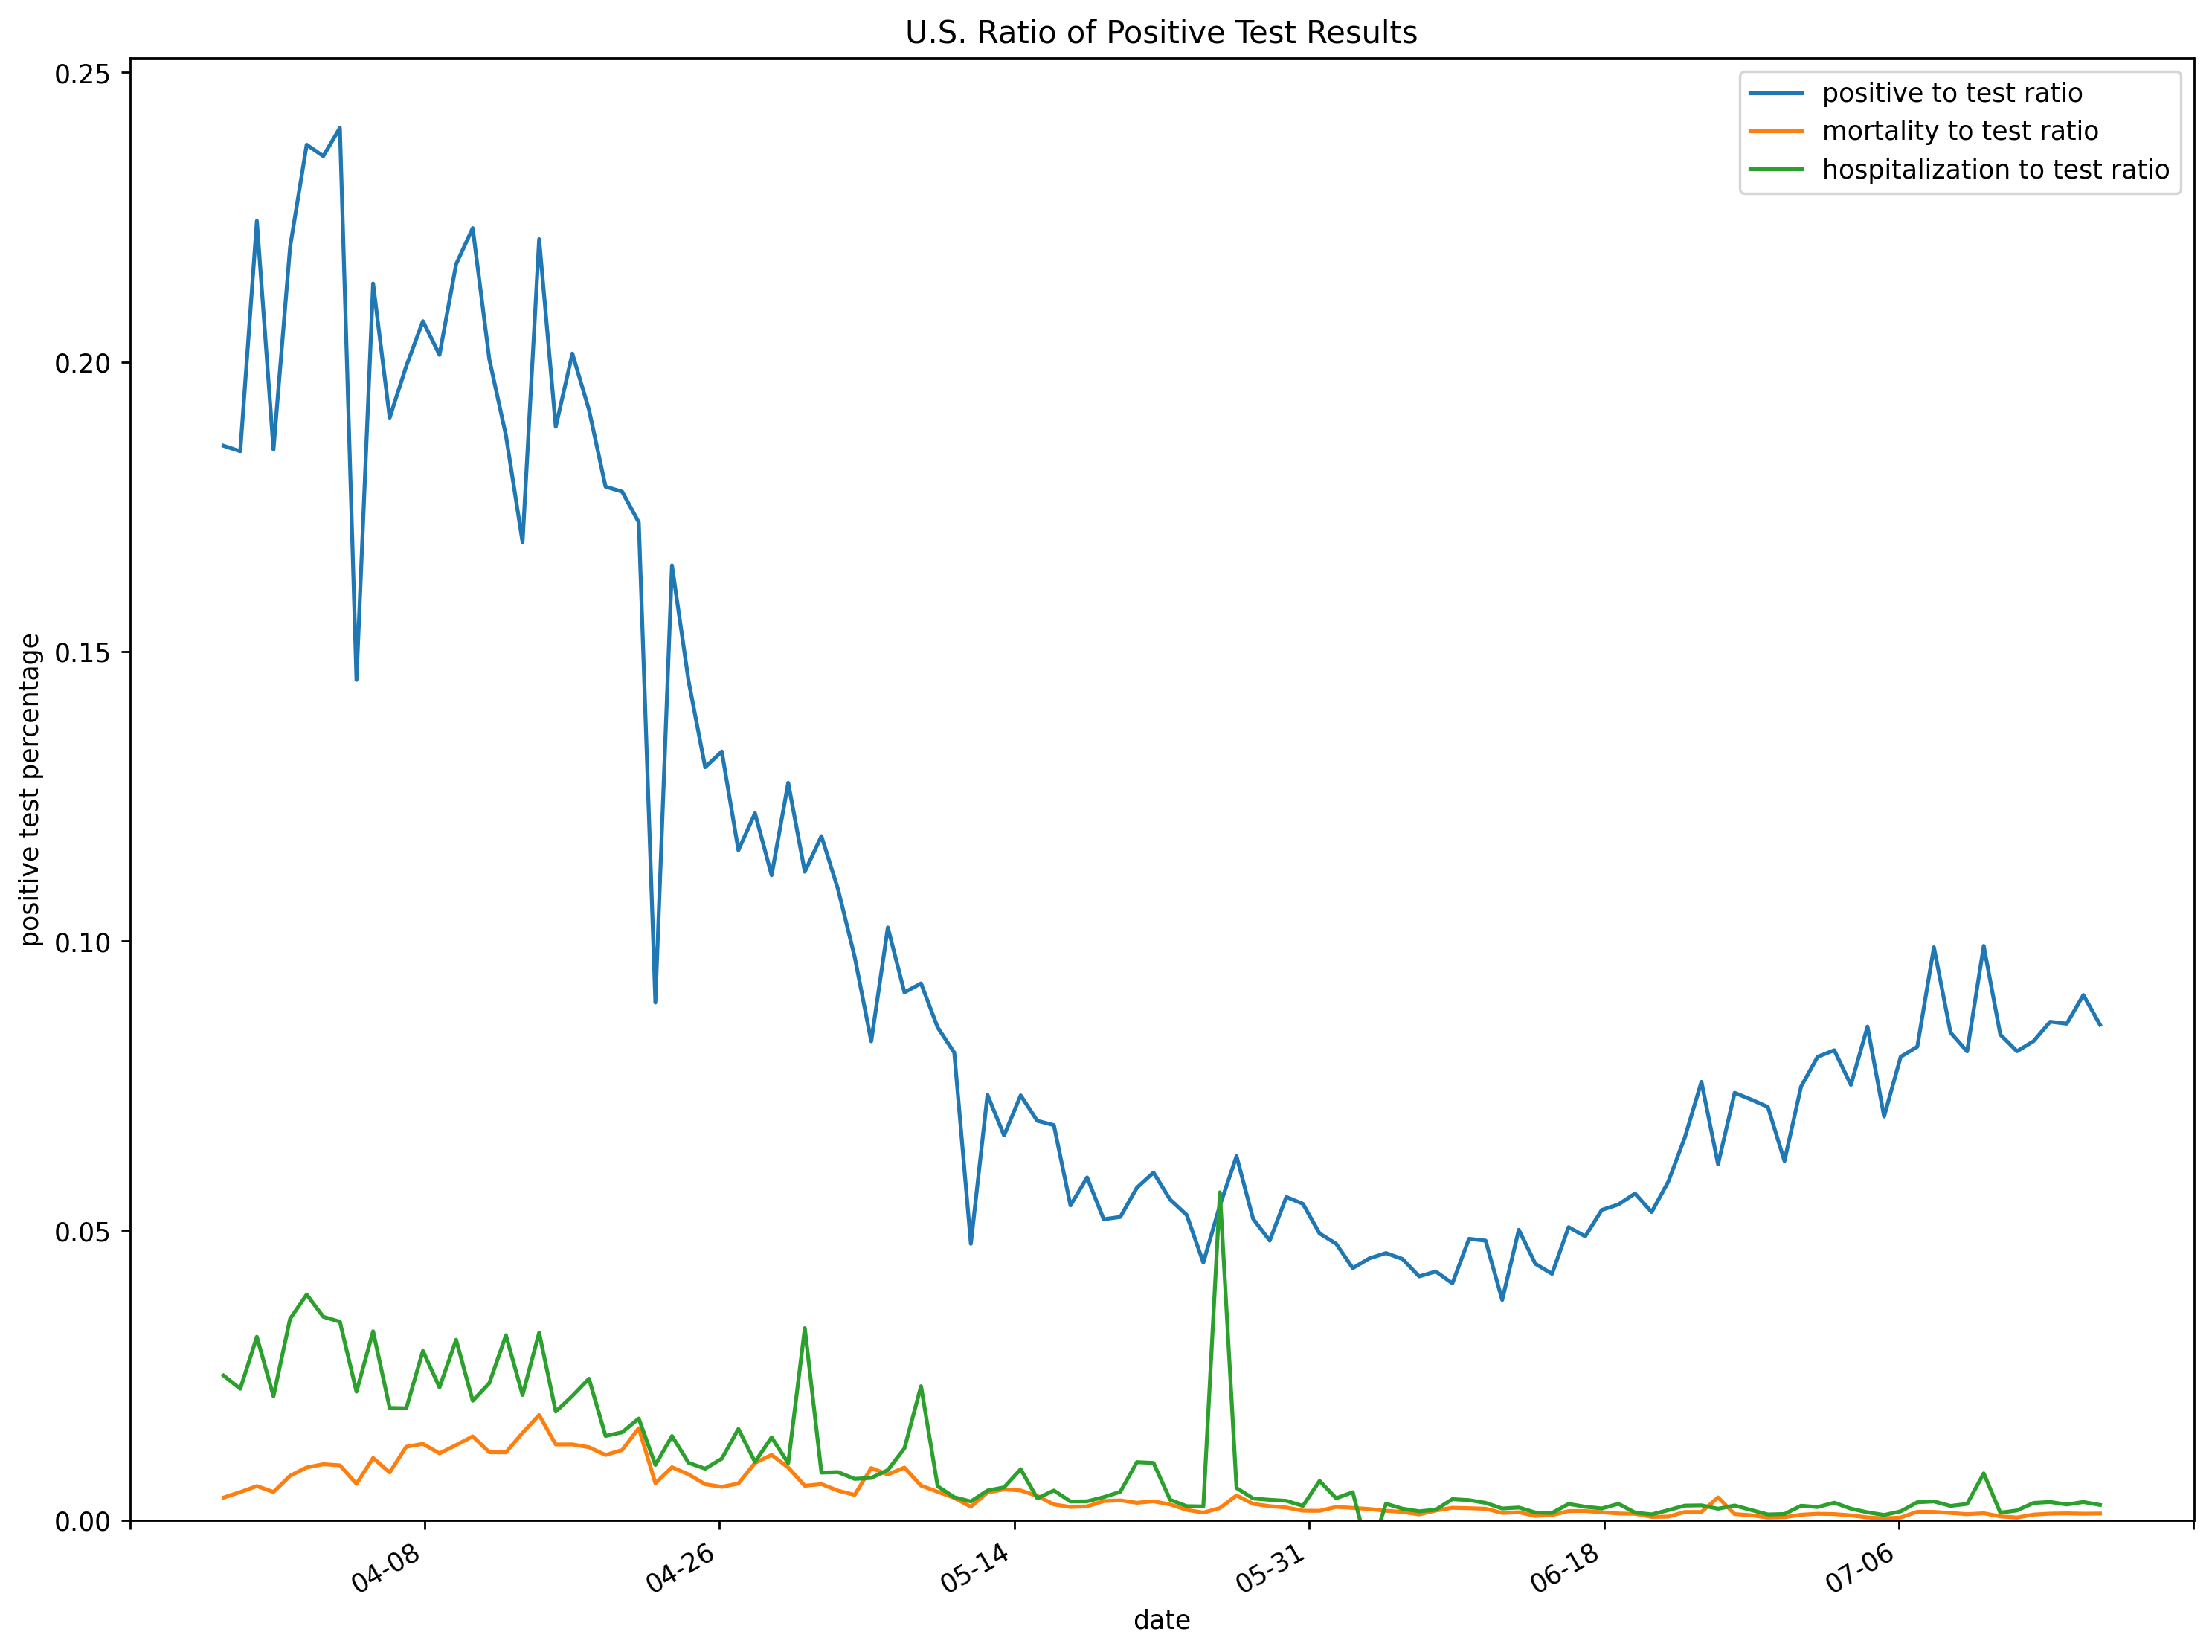 U.S. Ratio of Positive Test Results
positive to test ratio
mortality to test ratio
hospitalization to test ratio
positive test percentage
0.25
0.20
0.15
0.10
0.05
0.00
04-08
04-26
05-14
05-31
06-18
07-06
date